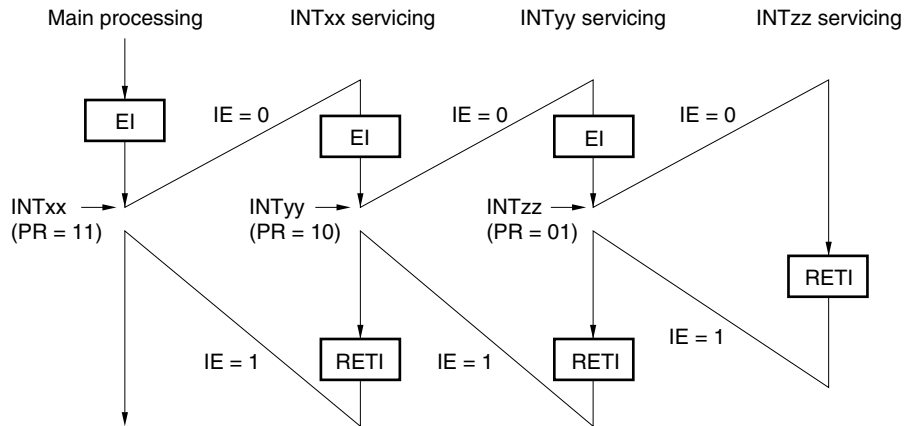 Main processing INTxx servicing INTyy servicing INTzz servicing
IE = 0 IE = 0 IE = 0
EI EI EI
INTxx INTyy INTzz
(PR = 11) (PR = 10) (PR = 01)
RETI
IE = 1 RETI IE = 1 RETI IE = 1